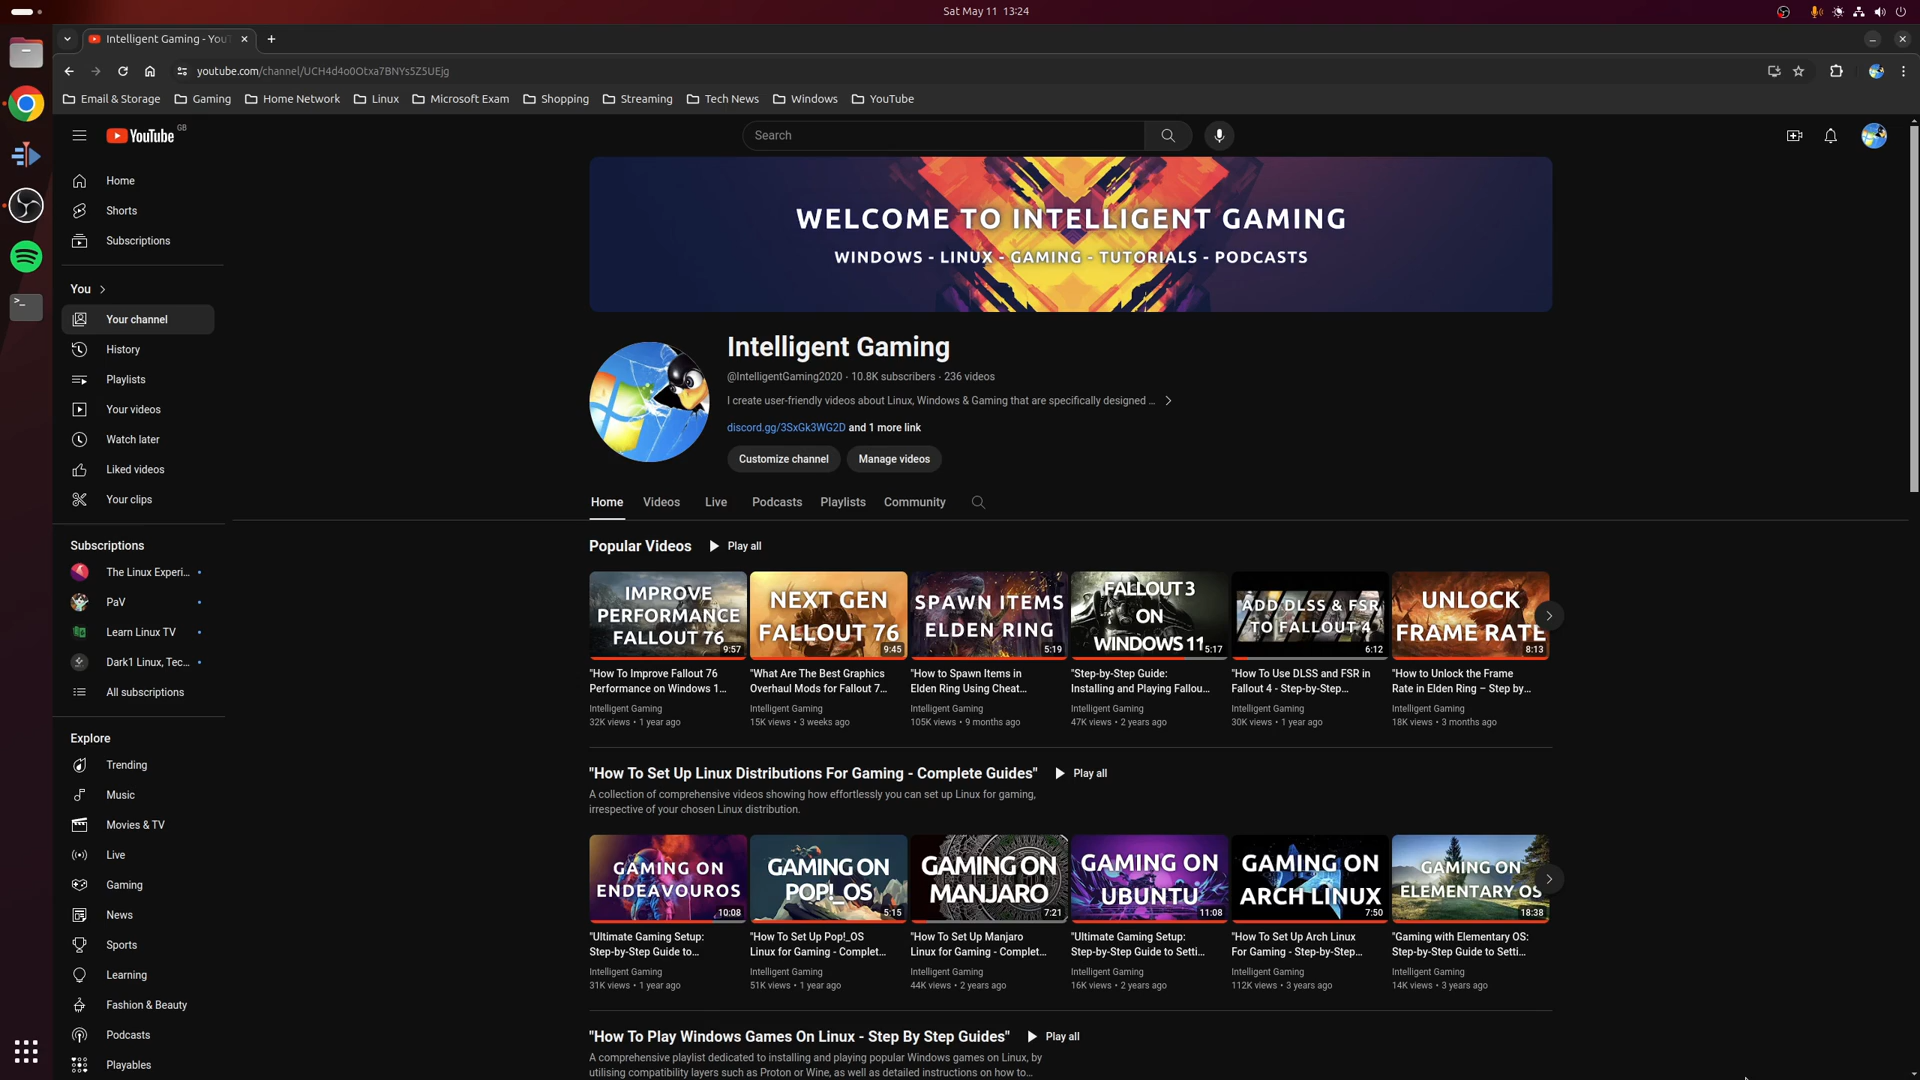 Sat May 11 13:24
Intelligent Gaming - YouT
youtube.com/channel/UCH4d4o0Otxa7BNYs5Z5UEjg
Email & Storage
Gaming
Home Network
Linux
Microsoft Exam
Shopping
Streaming
Tech News
Windows
YouTube
YouTube GB
Search
Home
Shorts
Subscriptions
You
Your channel
History
Playlists
Your videos
Watch later
Liked videos
Your clips
Subscriptions
The Linux Experi...
PaV
Learn Linux TV
Dark1 Linux, Tec...
All subscriptions
Explore
Trending
Music
Movies & TV
Live
Gaming
News
Sports
Learning
Fashion & Beauty
Podcasts
Playables
WELCOME TO INTELLIGENT GAMING
WINDOWS - LINUX - GAMING - TUTORIALS - PODCASTS
Intelligent Gaming
@IntelligentGaming2020 · 10.8K subscribers · 236 videos
I create user-friendly videos about Linux, Windows & Gaming that are specifically designed ...
discord.gg/3SxGk3WG2D and 1 more link
Customize channel
Manage videos
Home
Videos
Live
Podcasts
Playlists
Community
Popular Videos
Play all
IMPROVE
PERFORMANCE
FALLOUT 76
9:57
"How To Improve Fallout 76
Performance on Windows 1...
Intelligent Gaming
32K views • 1 year ago
NEXT GEN
FALLOUT 76
9:45
"What Are The Best Graphics
Overhaul Mods for Fallout 7...
Intelligent Gaming
15K views • 3 weeks ago
SPAWN ITEMS
ELDEN RING
5:19
"How to Spawn Items in
Elden Ring Using Cheat...
Intelligent Gaming
105K views • 9 months ago
FALLOUT 3
ON
WINDOWS 11
5:17
"Step-by-Step Guide:
Installing and Playing Fallou...
Intelligent Gaming
47K views • 2 years ago
ADD DLSS & FSR
TO FALLOUT 4
6:12
"How To Use DLSS and FSR in
Fallout 4 - Step-by-Step...
Intelligent Gaming
30K views • 1 year ago
UNLOCK
FRAME RATE
8:13
"How to Unlock the Frame
Rate in Elden Ring – Step by...
Intelligent Gaming
18K views • 3 months ago
"How To Set Up Linux Distributions For Gaming - Complete Guides"
Play all
A collection of comprehensive videos showing how effortlessly you can set up Linux for gaming,
irrespective of your chosen Linux distribution.
GAMING ON
ENDEAVOUROS
10:08
"Ultimate Gaming Setup:
Step-by-Step Guide to...
Intelligent Gaming
31K views • 1 year ago
GAMING ON
POP!_OS
5:15
"How To Set Up Pop!_OS
Linux for Gaming - Complet...
Intelligent Gaming
51K views • 1 year ago
GAMING ON
MANJARO
7:21
"How To Set Up Manjaro
Linux for Gaming - Complet...
Intelligent Gaming
44K views • 2 years ago
GAMING ON
UBUNTU
11:08
"Ultimate Gaming Setup:
Step-by-Step Guide to Setti...
Intelligent Gaming
16K views • 2 years ago
GAMING ON
ARCH LINUX
7:50
"How To Set Up Arch Linux
For Gaming - Step-by-Step...
Intelligent Gaming
112K views • 3 years ago
GAMING ON
ELEMENTARY OS
18:38
"Gaming with Elementary OS:
Step-by-Step Guide to Setti...
Intelligent Gaming
14K views • 3 years ago
"How To Play Windows Games On Linux - Step By Step Guides"
Play all
A comprehensive playlist dedicated to installing and playing popular Windows games on Linux, by
utilising compatibility layers such as Proton or Wine, as well as detailed instructions on how to...